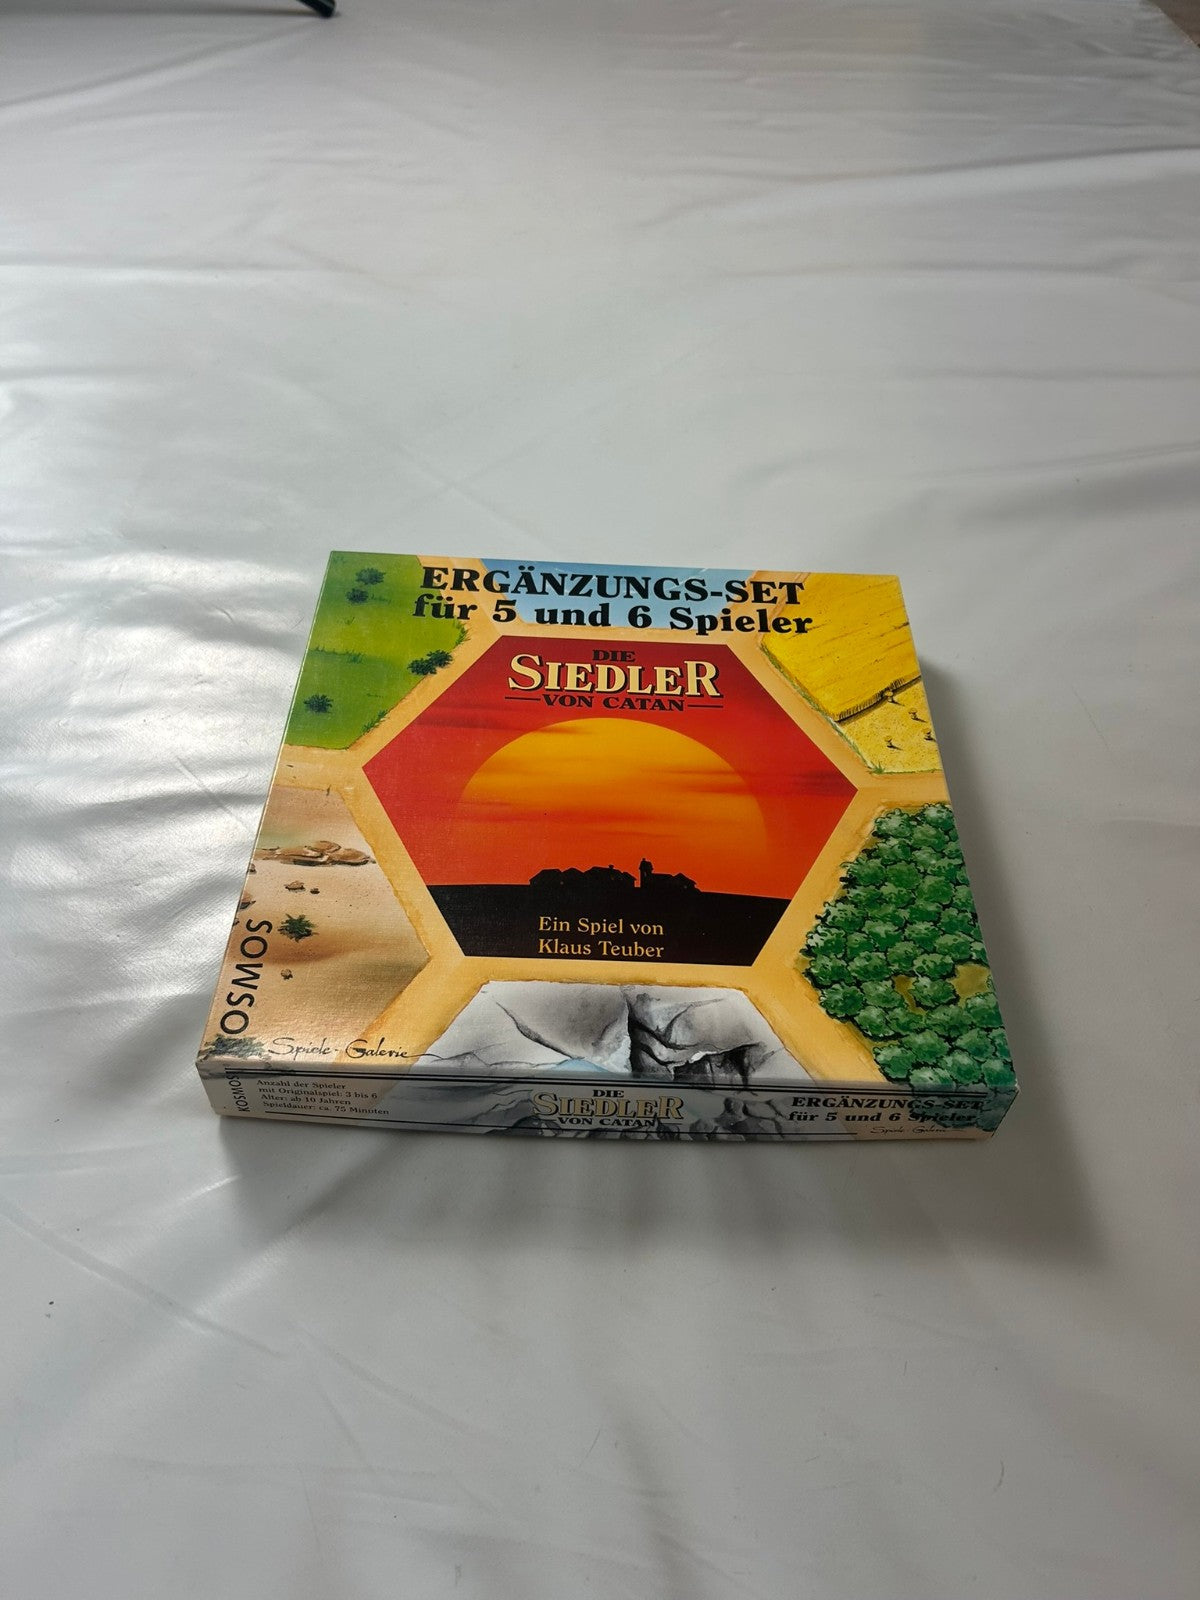 ERGÄNZUNGS-SET
für 5 und 6 Spieler
DIE
SIEDLER
VON CATAN
Ein Spiel von
Klaus Teuber
KOSMOS
Spiele-Galerie
KOSMOS
Anzahl der Spieler
mit Originalspiel: 3 bis 6
Alter: ab 10 Jahren
Spieldauer: ca. 75 Minuten
DIE
SIEDLER
VON CATAN
ERGÄNZUNGS-SET
für 5 und 6 Spieler
Spiele-Galerie